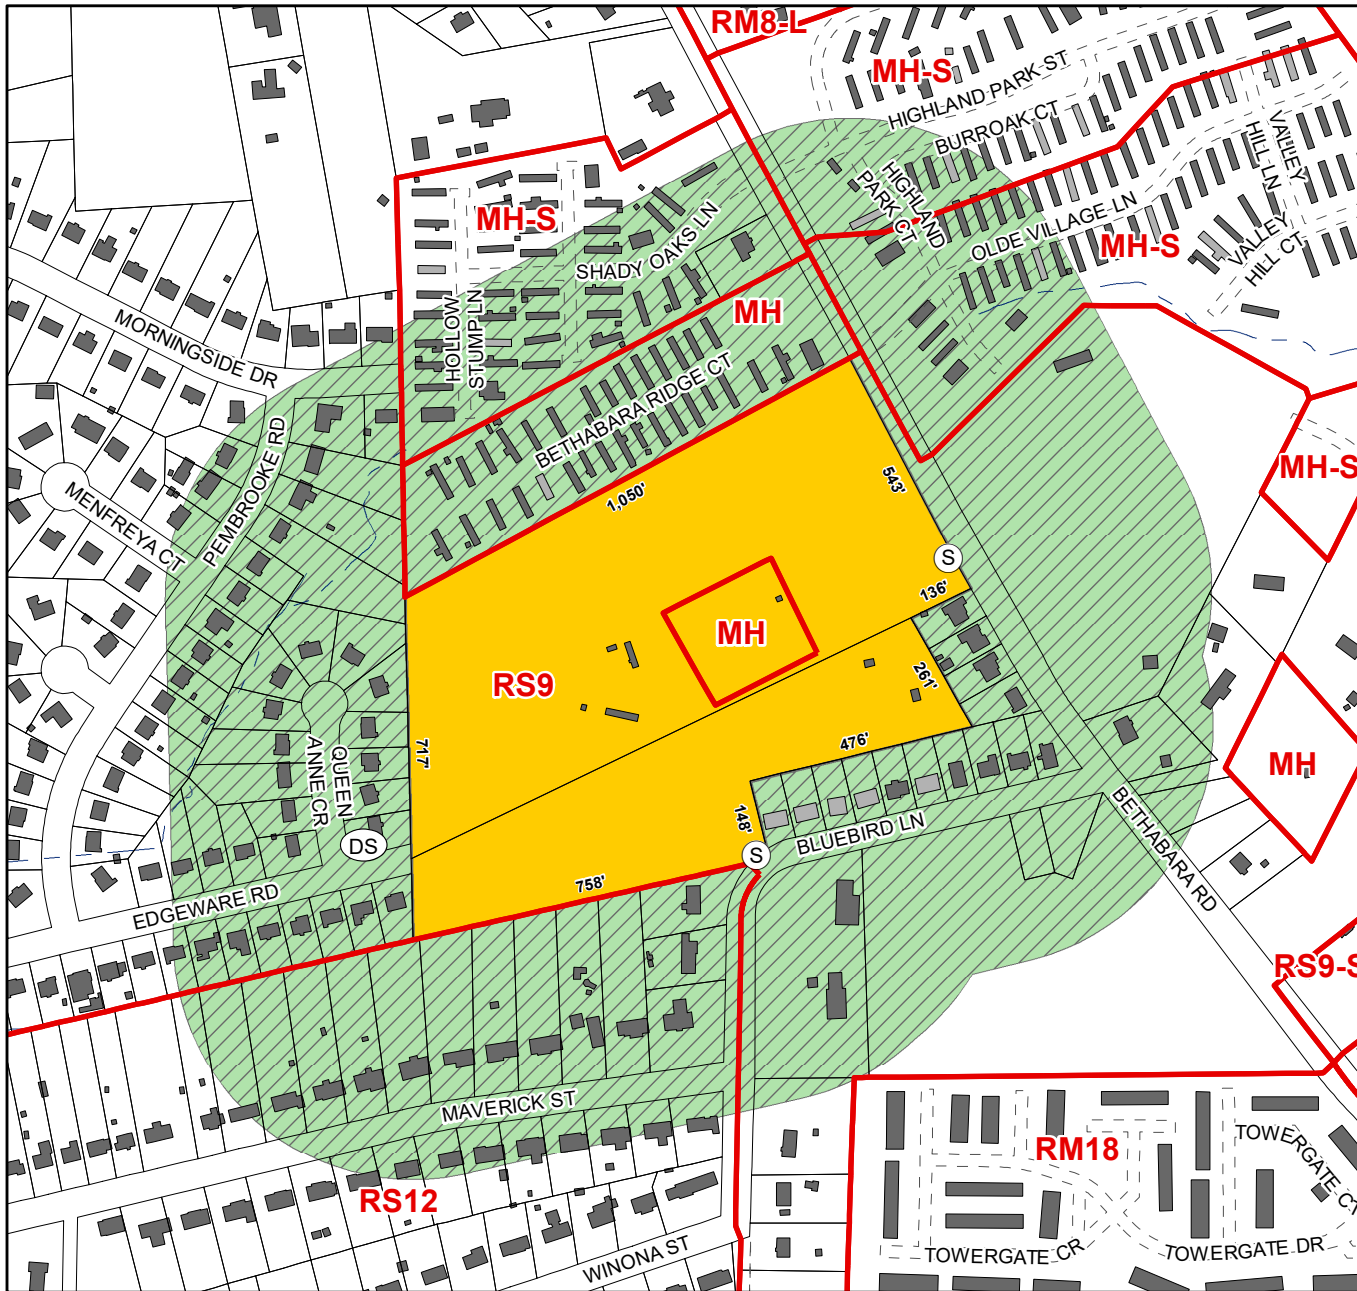 RM8-L
MH-S
HIGHLAND PARK ST
BURROAK CT
VALLEY
HILL LN
HIGHLAND
PARK CT
MH-S
SHADY OAKS LN
OLDE VILLAGE LN
MH-S
VALLEY
HILL CT
HOLLOW
STUMP LN
MH
MORNINGSIDE DR
BETHABARA RIDGE CT
PEMBROOKE RD
MENFREYA CT
1,050'
543'
MH-S
S
136'
MH
RS9
261'
717'
476'
MH
QUEEN
ANNE CR
148'
BLUEBIRD LN
BETHABARA RD
DS
S
758'
EDGEWARE RD
RS9-S
MAVERICK ST
RM18
TOWERGATE CT
RS12
WINONA ST
TOWERGATE CR
TOWERGATE DR